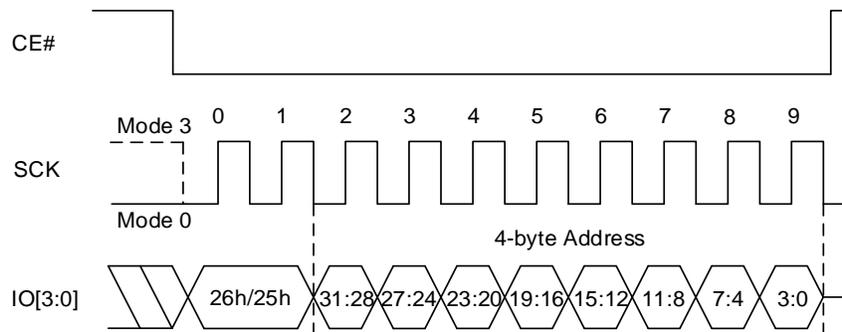 CE#
Mode 3
0 1 2 3 4 5 6 7 8 9
SCK
Mode 0
4-byte Address
IO[3:0]
26h/25h 31:28 27:24 23:20 19:16 15:12 11:8 7:4 3:0